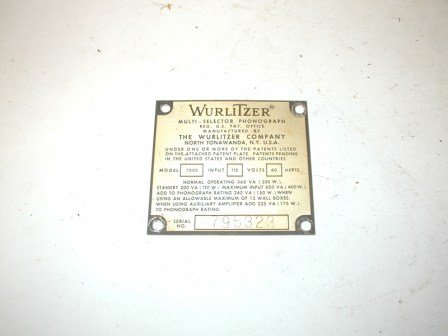 WURLITZER®
MULTI-SELECTOR PHONOGRAPH
REG. U.S. PAT. OFFICE
MANUFACTURED BY
THE WURLITZER COMPANY
NORTH TONAWANDA, N.Y. U.S.A.
UNDER ONE OR MORE OF THE PATENTS LISTED
ON THE ATTACHED PATENT PLATE. PATENTS PENDING
IN THE UNITED STATES AND OTHER COUNTRIES.
MODEL 7500 INPUT 115 VOLTS 60 HERTZ
NORMAL OPERATING 360 VA (230 W.)
STANDBY 200 VA (120 W.) MAXIMUM INPUT 650 VA (400 W.)
ADD TO PHONOGRAPH RATING 240 VA (150 W.) WHEN
USING AN ALLOWABLE MAXIMUM OF 12 WALL BOXES.
WHEN USING AUXILIARY AMPLIFIER ADD 225 VA (175 W.)
TO PHONOGRAPH RATING.
SERIAL NO. 795323